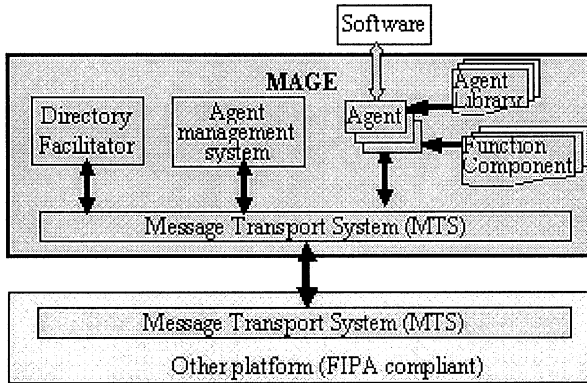 Software
MAGE
Directory
Facilitator
Agent
management
system
Agent
Agent
Library
Function
Component
Message Transport System (MTS)
Message Transport System (MTS)
Other platform (FIPA compliant)